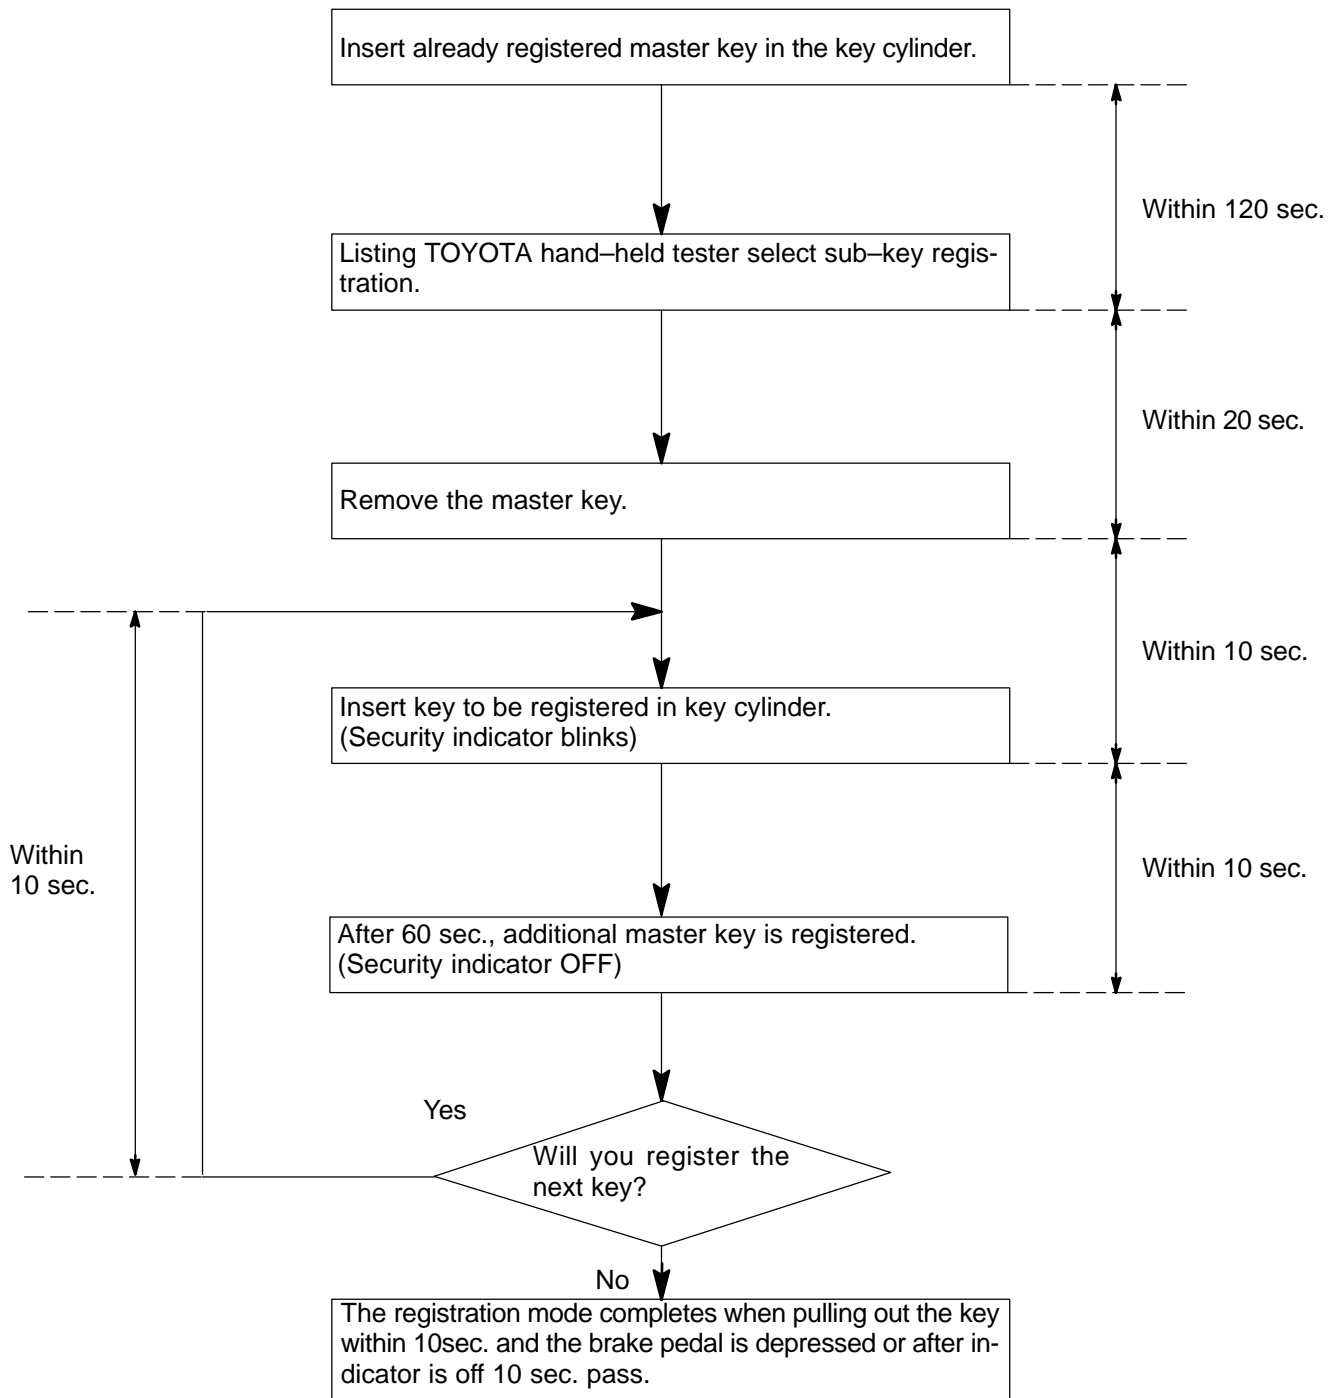 Insert already registered master key in the key cylinder.
Within 120 sec.
Listing TOYOTA hand–held tester select sub–key regis-
tration.
Within 20 sec.
Remove the master key.
Within 10 sec.
Insert key to be registered in key cylinder.
(Security indicator blinks)
Within
10 sec.
Within 10 sec.
After 60 sec., additional master key is registered.
(Security indicator OFF)
Yes
Will you register the
next key?
No
The registration mode completes when pulling out the key
within 10sec. and the brake pedal is depressed or after in-
dicator is off 10 sec. pass.